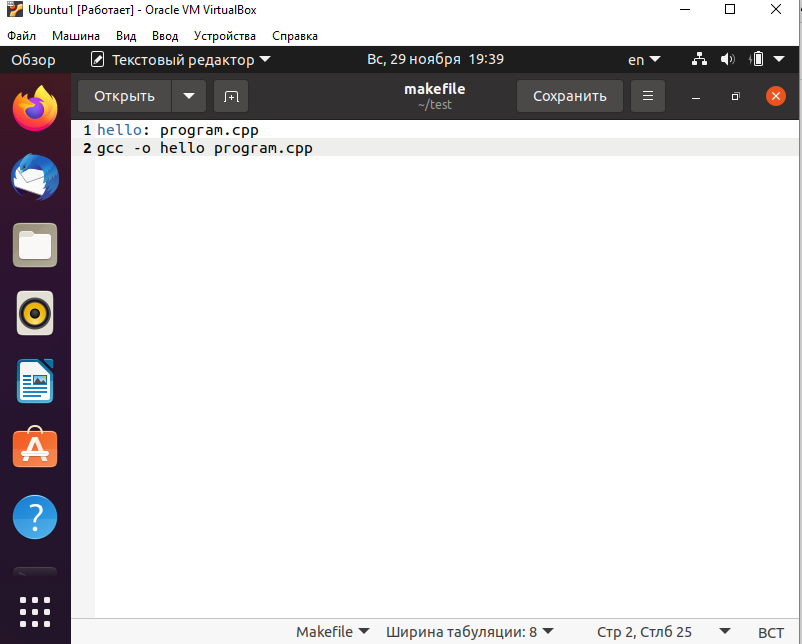 Ubuntu1 [Работает] - Oracle VM VirtualBox
Файл Машина Вид Ввод Устройства Справка
Обзор Текстовый редактор Вс, 29 ноября 19:39 en
Открыть makefile Сохранить
~/test
1 hello: program.cpp
2 gcc -o hello program.cpp
?
Makefile Ширина табуляции: 8 Стр 2, Стлб 25 ВСТ